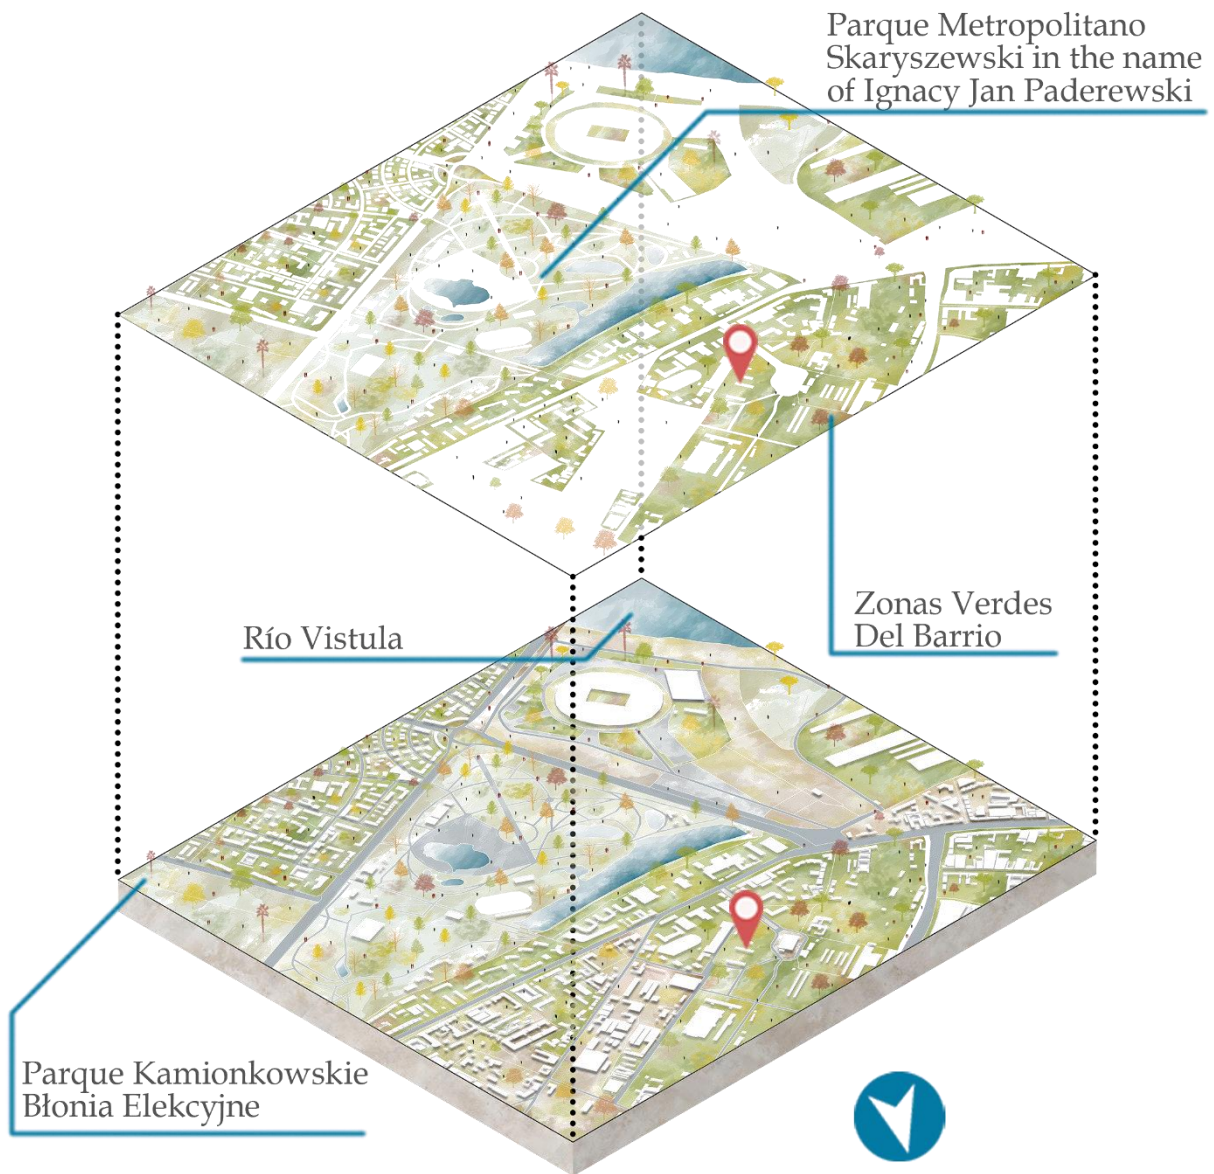 Parque Metropolitano
Skaryszewski in the name
of Ignacy Jan Paderewski
Zonas Verdes
Del Barrio
Río Vistula
Parque Kamionkowskie
Błonia Elekcyjne